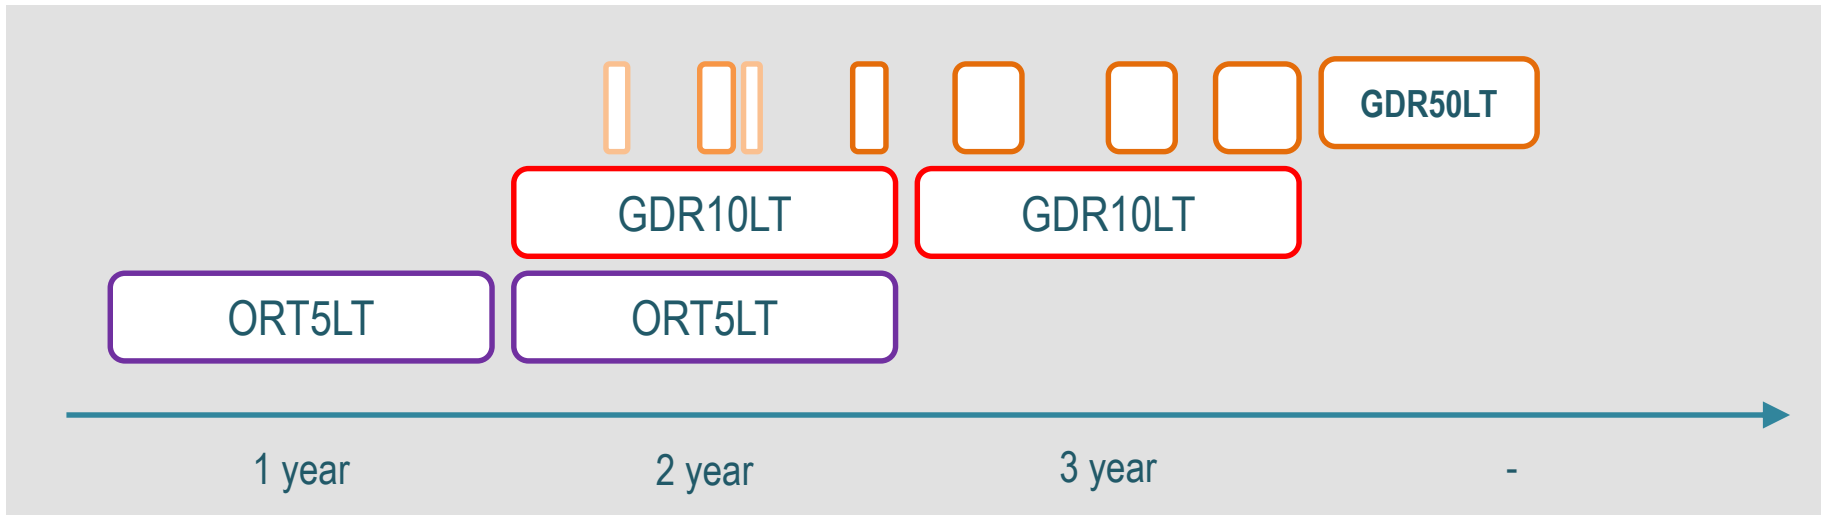 GDR50LT
GDR10LT GDR10LT
ORT5LT ORT5LT
1 year 2 year 3 year -